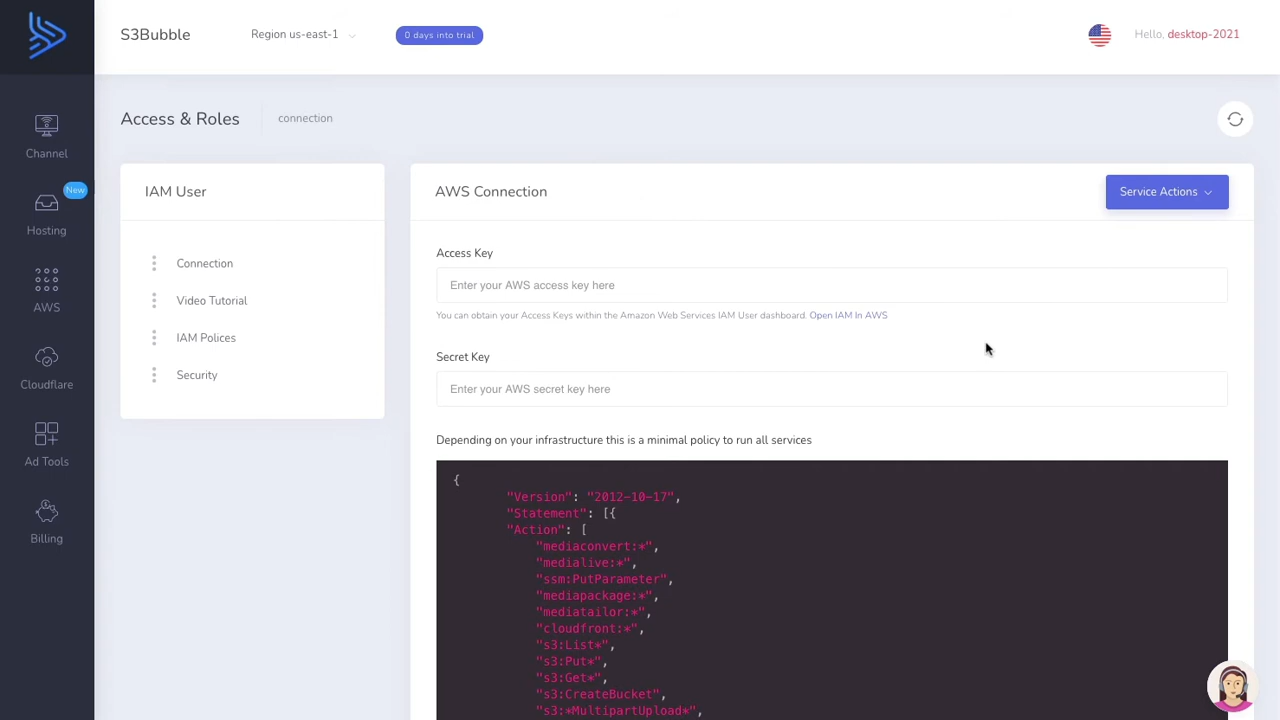 S3Bubble
Region us-east-1
0 days into trial
Hello, desktop-2021
Channel
New
Hosting
AWS
Cloudflare
Ad Tools
Billing
Access & Roles
connection
IAM User
Connection
Video Tutorial
IAM Polices
Security
AWS Connection
Service Actions
Access Key
Enter your AWS access key here
You can obtain your Access Keys within the Amazon Web Services IAM User dashboard. Open IAM In AWS
Secret Key
Enter your AWS secret key here
Depending on your infrastructure this is a minimal policy to run all services
{
"Version": "2012-10-17",
"Statement": [{
"Action": [
"mediaconvert:*",
"medialive:*",
"ssm:PutParameter",
"mediapackage:*",
"mediatailor:*",
"cloudfront:*",
"s3:List*",
"s3:Put*",
"s3:Get*",
"s3:CreateBucket",
"s3:*MultipartUpload*",